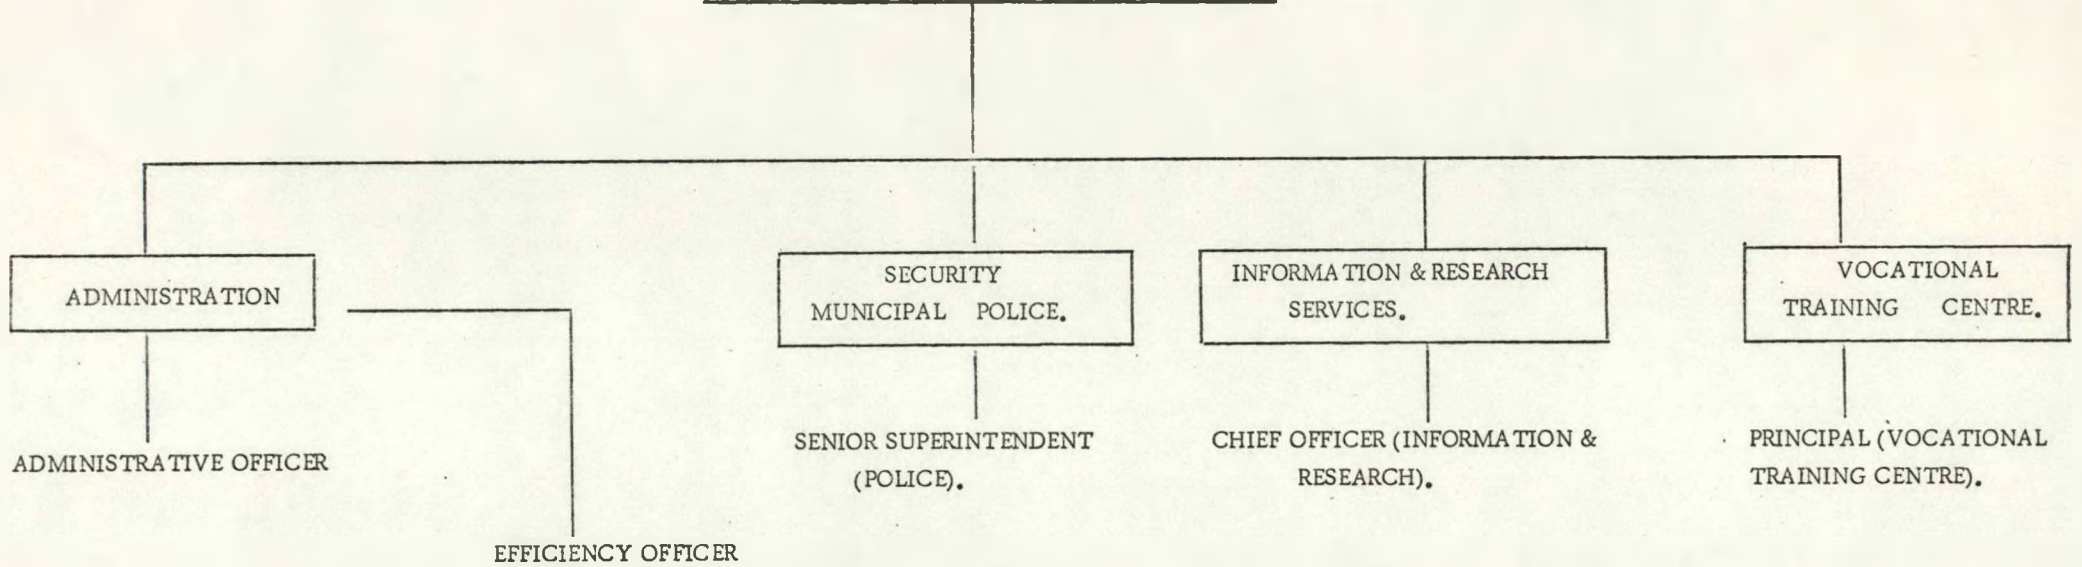 ADMINISTRATION
SECURITY
MUNICIPAL POLICE.
INFORMATION & RESEARCH
SERVICES.
VOCATIONAL
TRAINING CENTRE.
ADMINISTRATIVE OFFICER
SENIOR SUPERINTENDENT
(POLICE).
CHIEF OFFICER (INFORMATION &
RESEARCH).
PRINCIPAL (VOCATIONAL
TRAINING CENTRE).
EFFICIENCY OFFICER